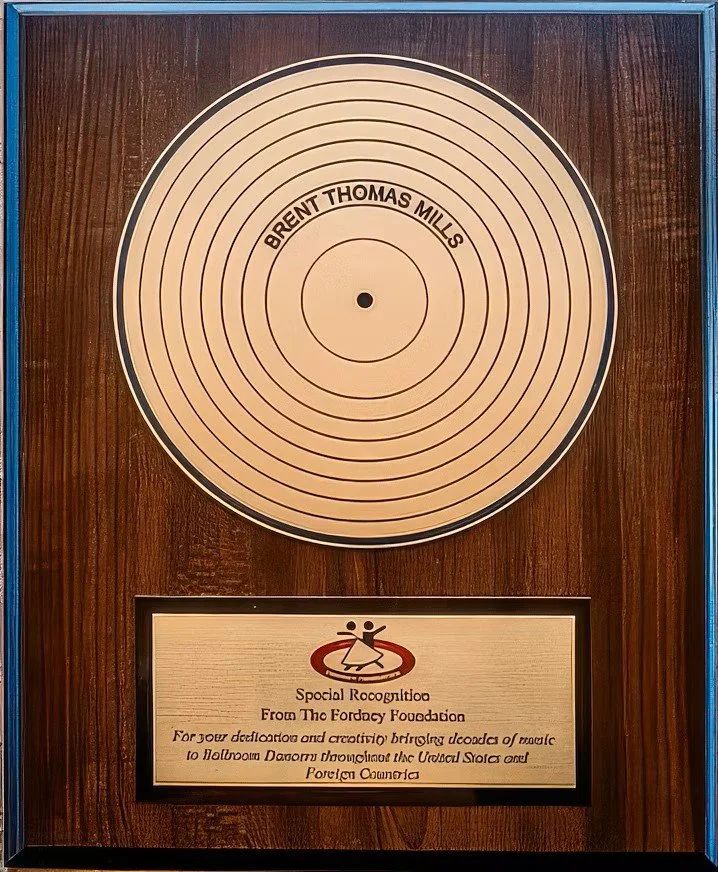 BRENT THOMAS MILLS
Special Recognition
From The Fordney Foundation
For your dedication and creativity bringing decades of music
to Ballroom Dancers throughout the United States and
Foreign Countries